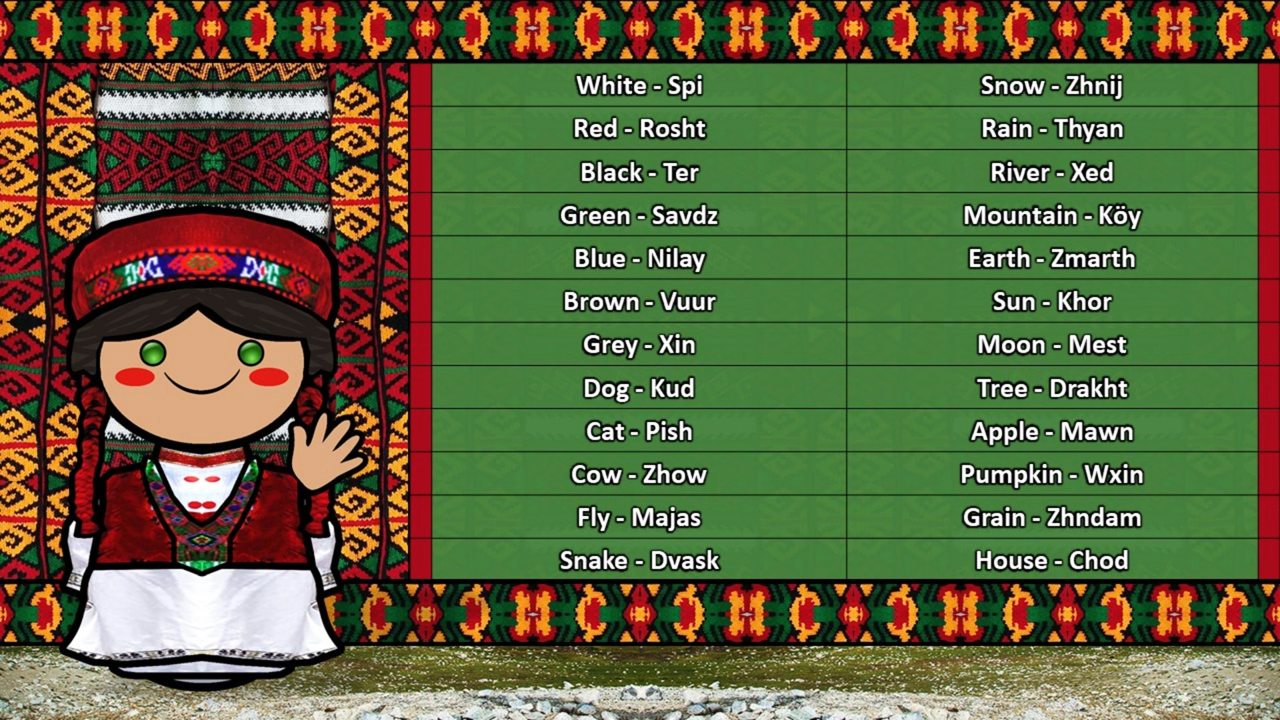 White - Spi
Snow - Zhnij
Red - Rosht
Rain - Thyan
Black - Ter
River - Xed
Green - Savdz
Mountain - Köy
Blue - Nilay
Earth - Zmarth
Brown - Vuur
Sun - Khor
Grey - Xin
Moon - Mest
Dog - Kud
Tree - Drakht
Cat - Pish
Apple - Mawn
Cow - Zhow
Pumpkin - Wxin
Fly - Majas
Grain - Zhndam
Snake - Dvask
House - Chod